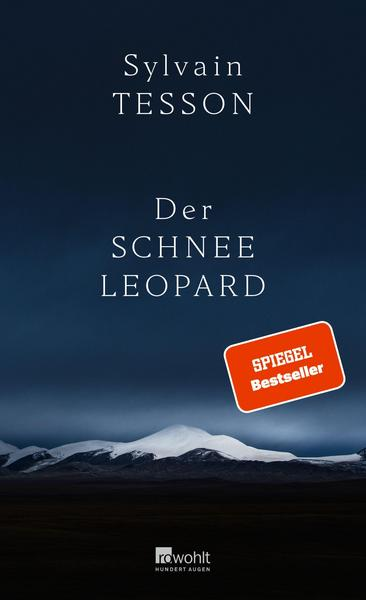 Sylvain
TESSON
Der
SCHNEE
LEOPARD
SPIEGEL
Bestseller
rowohlt
HUNDERT AUGEN